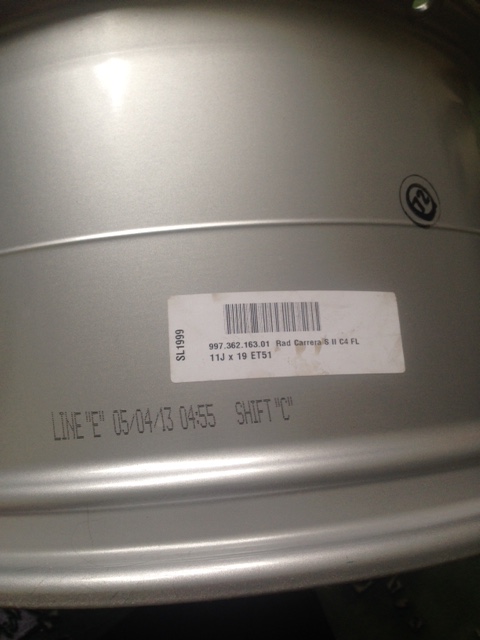 SL1999
997.362.163.01 Rad Carrera S II C4 FL
11J x 19 ET51
LINE "E" 05/04/13 04:55 SHIFT "C"